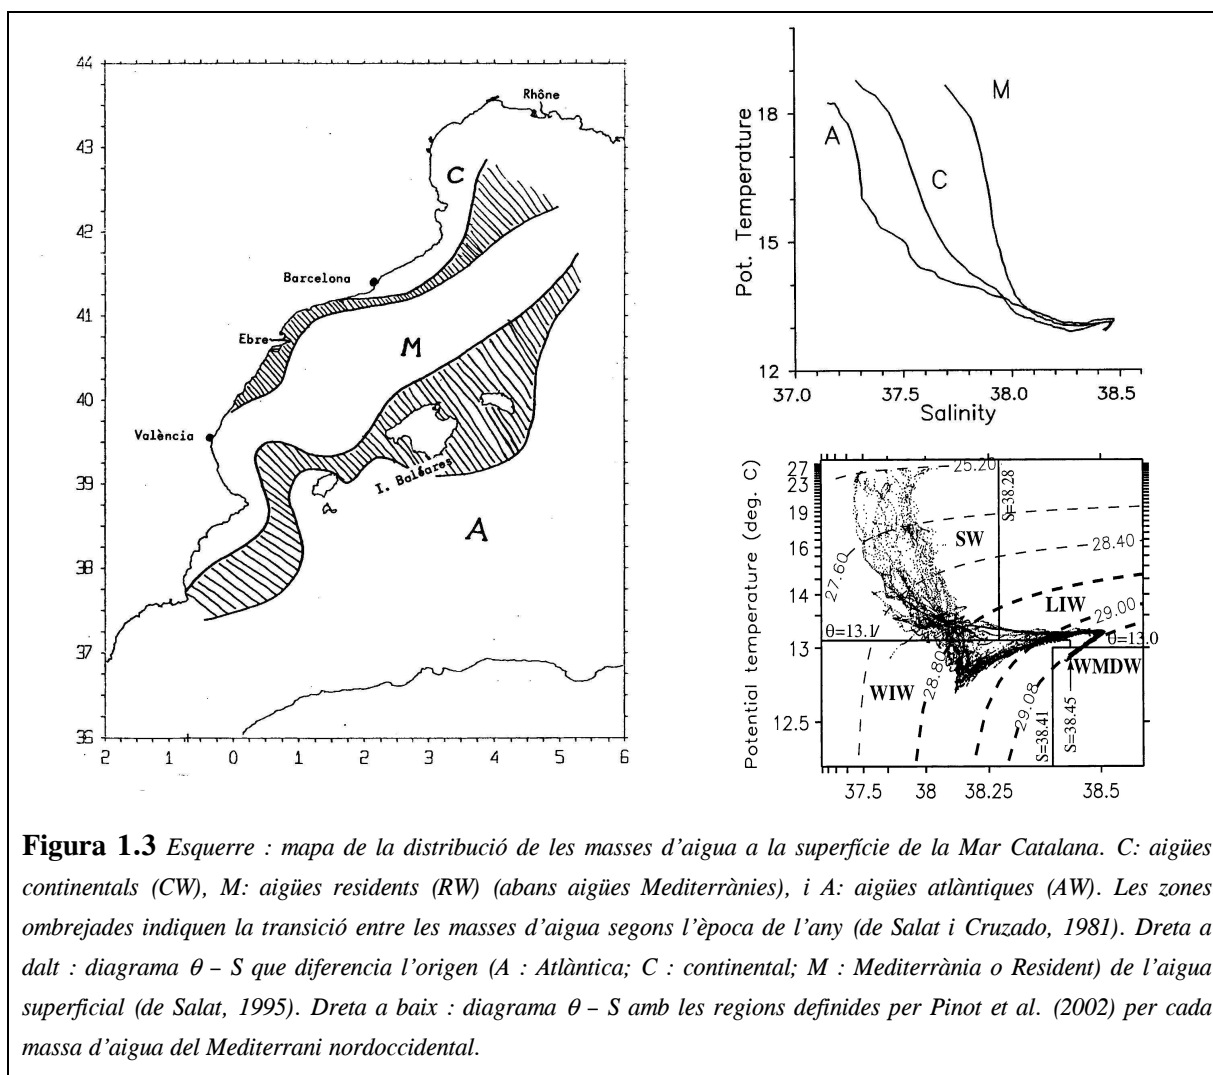 44
43
42
41
40
39
38
37
36
2 1 0 1 2 3 4 5 6
Rhône
C
Barcelona
Ebre
M
València
I. Baléares
A
18
15
12
Pot. Temperature
37.0 37.5 38.0 38.5
Salinity
A
C
M
27
23
19
16
14
13
12.5
Potential temperature (deg. C)
37.5 38 38.25 38.5
25.20
S=38.28
SW
28.40
27.60
LIW
29.00
θ=13.1
θ=13.0
WMDW
WIW
28.80
29.08
S=38.41
S=38.45
Figura 1.3 Esquerre : mapa de la distribució de les masses d'aigua a la superfície de la Mar Catalana. C: aigües
continentals (CW), M: aigües residents (RW) (abans aigües Mediterrànies), i A: aigües atlàntiques (AW). Les zones
ombrejades indiquen la transició entre les masses d'aigua segons l'època de l'any (de Salat i Cruzado, 1981). Dreta a
dalt : diagrama θ – S que diferencia l'origen (A : Atlàntica; C : continental; M : Mediterrània o Resident) de l'aigua
superficial (de Salat, 1995). Dreta a baix : diagrama θ – S amb les regions definides per Pinot et al. (2002) per cada
massa d'aigua del Mediterrani nordoccidental.